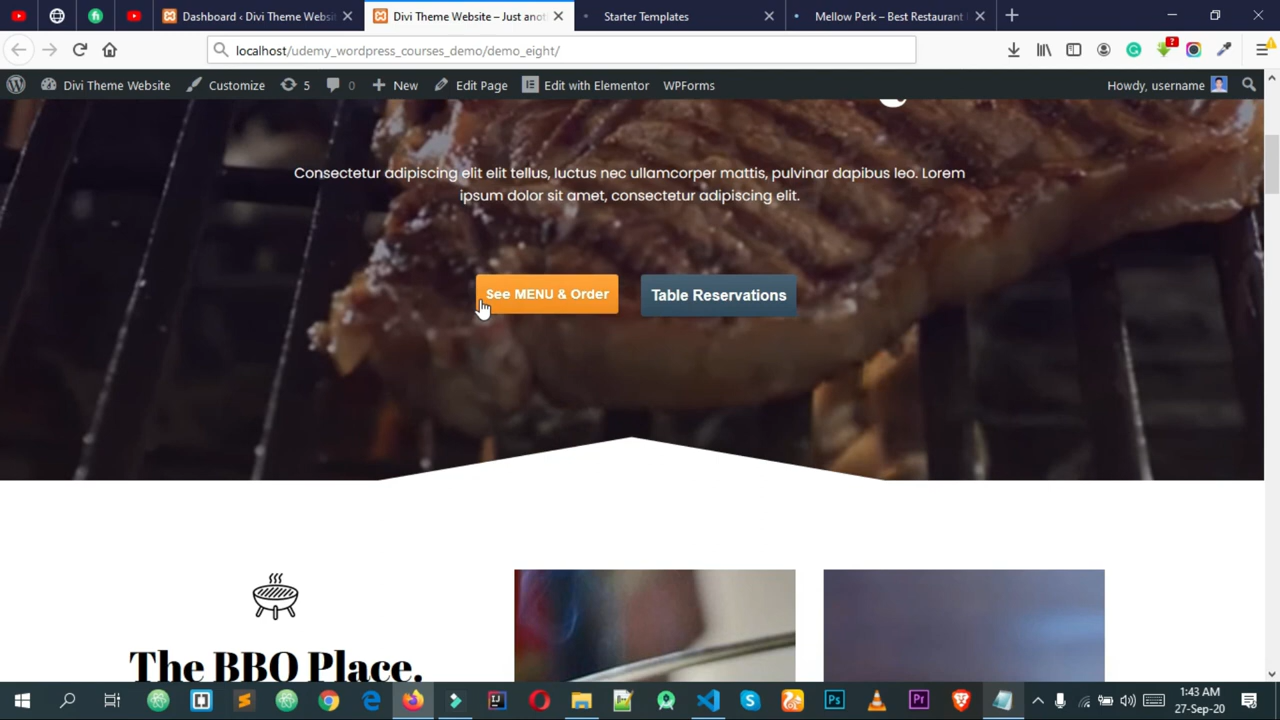 Dashboard ‹ Divi Theme Websit
Divi Theme Website – Just anot
Starter Templates
Mellow Perk – Best Restaurant
localhost/udemy_wordpress_courses_demo/demo_eight/
?
Divi Theme Website
Customize
5
0
New
Edit Page
Edit with Elementor
WPForms
Howdy, username
Consectetur adipiscing elit elit tellus, luctus nec ullamcorper mattis, pulvinar dapibus leo. Lorem
ipsum dolor sit amet, consectetur adipiscing elit.
See MENU & Order
Table Reservations
The BBQ Place.
1:43 AM
27-Sep-20